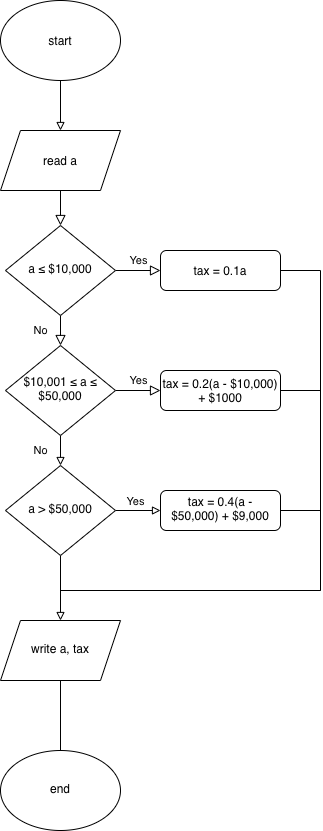 start
read a
a ≤ $10,000
Yes
tax = 0.1a
No
$10,001 ≤ a ≤
$50,000
Yes
tax = 0.2(a - $10,000)
+ $1000
No
a > $50,000
Yes
tax = 0.4(a -
$50,000) + $9,000
write a, tax
end